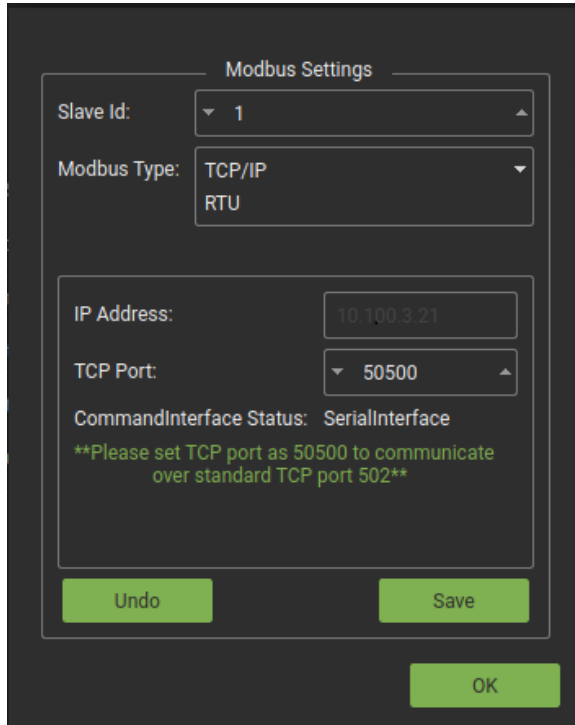 Modbus Settings
Slave Id: 1
Modbus Type: TCP/IP
RTU
IP Address: 10.100.3.21
TCP Port: 50500
CommandInterface Status: SerialInterface
**Please set TCP port as 50500 to communicate
over standard TCP port 502**
Undo Save
OK